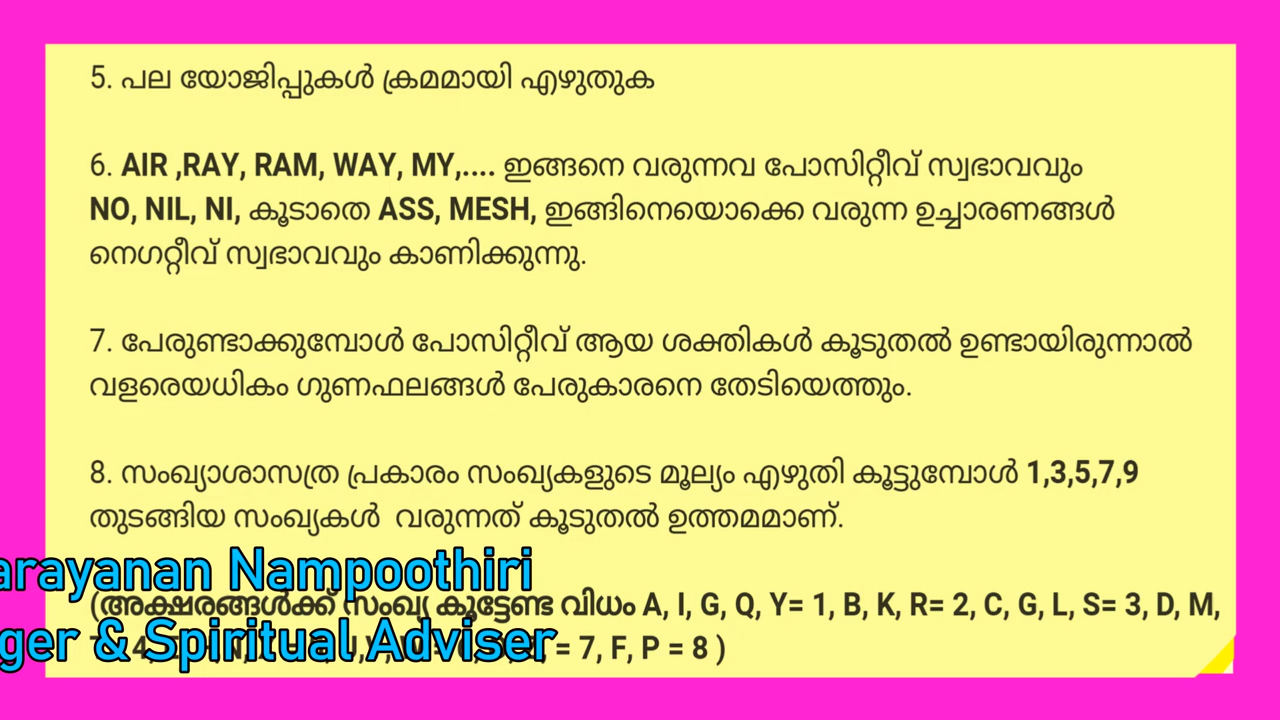 5. പല യോജിപ്പുകൾ ക്രമമായി എഴുതുക
6. AIR ,RAY, RAM, WAY, MY,.... ഇങ്ങനെ വരുന്നവ പോസിറ്റീവ് സ്വഭാവവും
NO, NIL, NI, കൂടാതെ ASS, MESH, ഇങ്ങിനെയൊക്കെ വരുന്ന ഉച്ചാരണങ്ങൾ
നെഗറ്റീവ് സ്വഭാവവും കാണിക്കുന്നു.
7. പേരുണ്ടാക്കുമ്പോൾ പോസിറ്റീവ് ആയ ശക്തികൾ കൂടുതൽ ഉണ്ടായിരുന്നാൽ
വളരെയധികം ഗുണഫലങ്ങൾ പേരുകാരനെ തേടിയെത്തും.
8. സംഖ്യാശാസത്ര പ്രകാരം സംഖ്യകളുടെ മൂല്യം എഴുതി കൂട്ടുമ്പോൾ 1,3,5,7,9
തുടങ്ങിയ സംഖ്യകൾ വരുന്നത് കൂടുതൽ ഉത്തമമാണ്.
arayanan Nampoothiri
(അക്ഷരങ്ങൾക്ക് സംഖ്യ കൂട്ടേണ്ട വിധം A, I, G, Q, Y= 1, B, K, R= 2, C, G, L, S= 3, D, M,
ger & Spiritual Adviser
= 7, F, P = 8 )